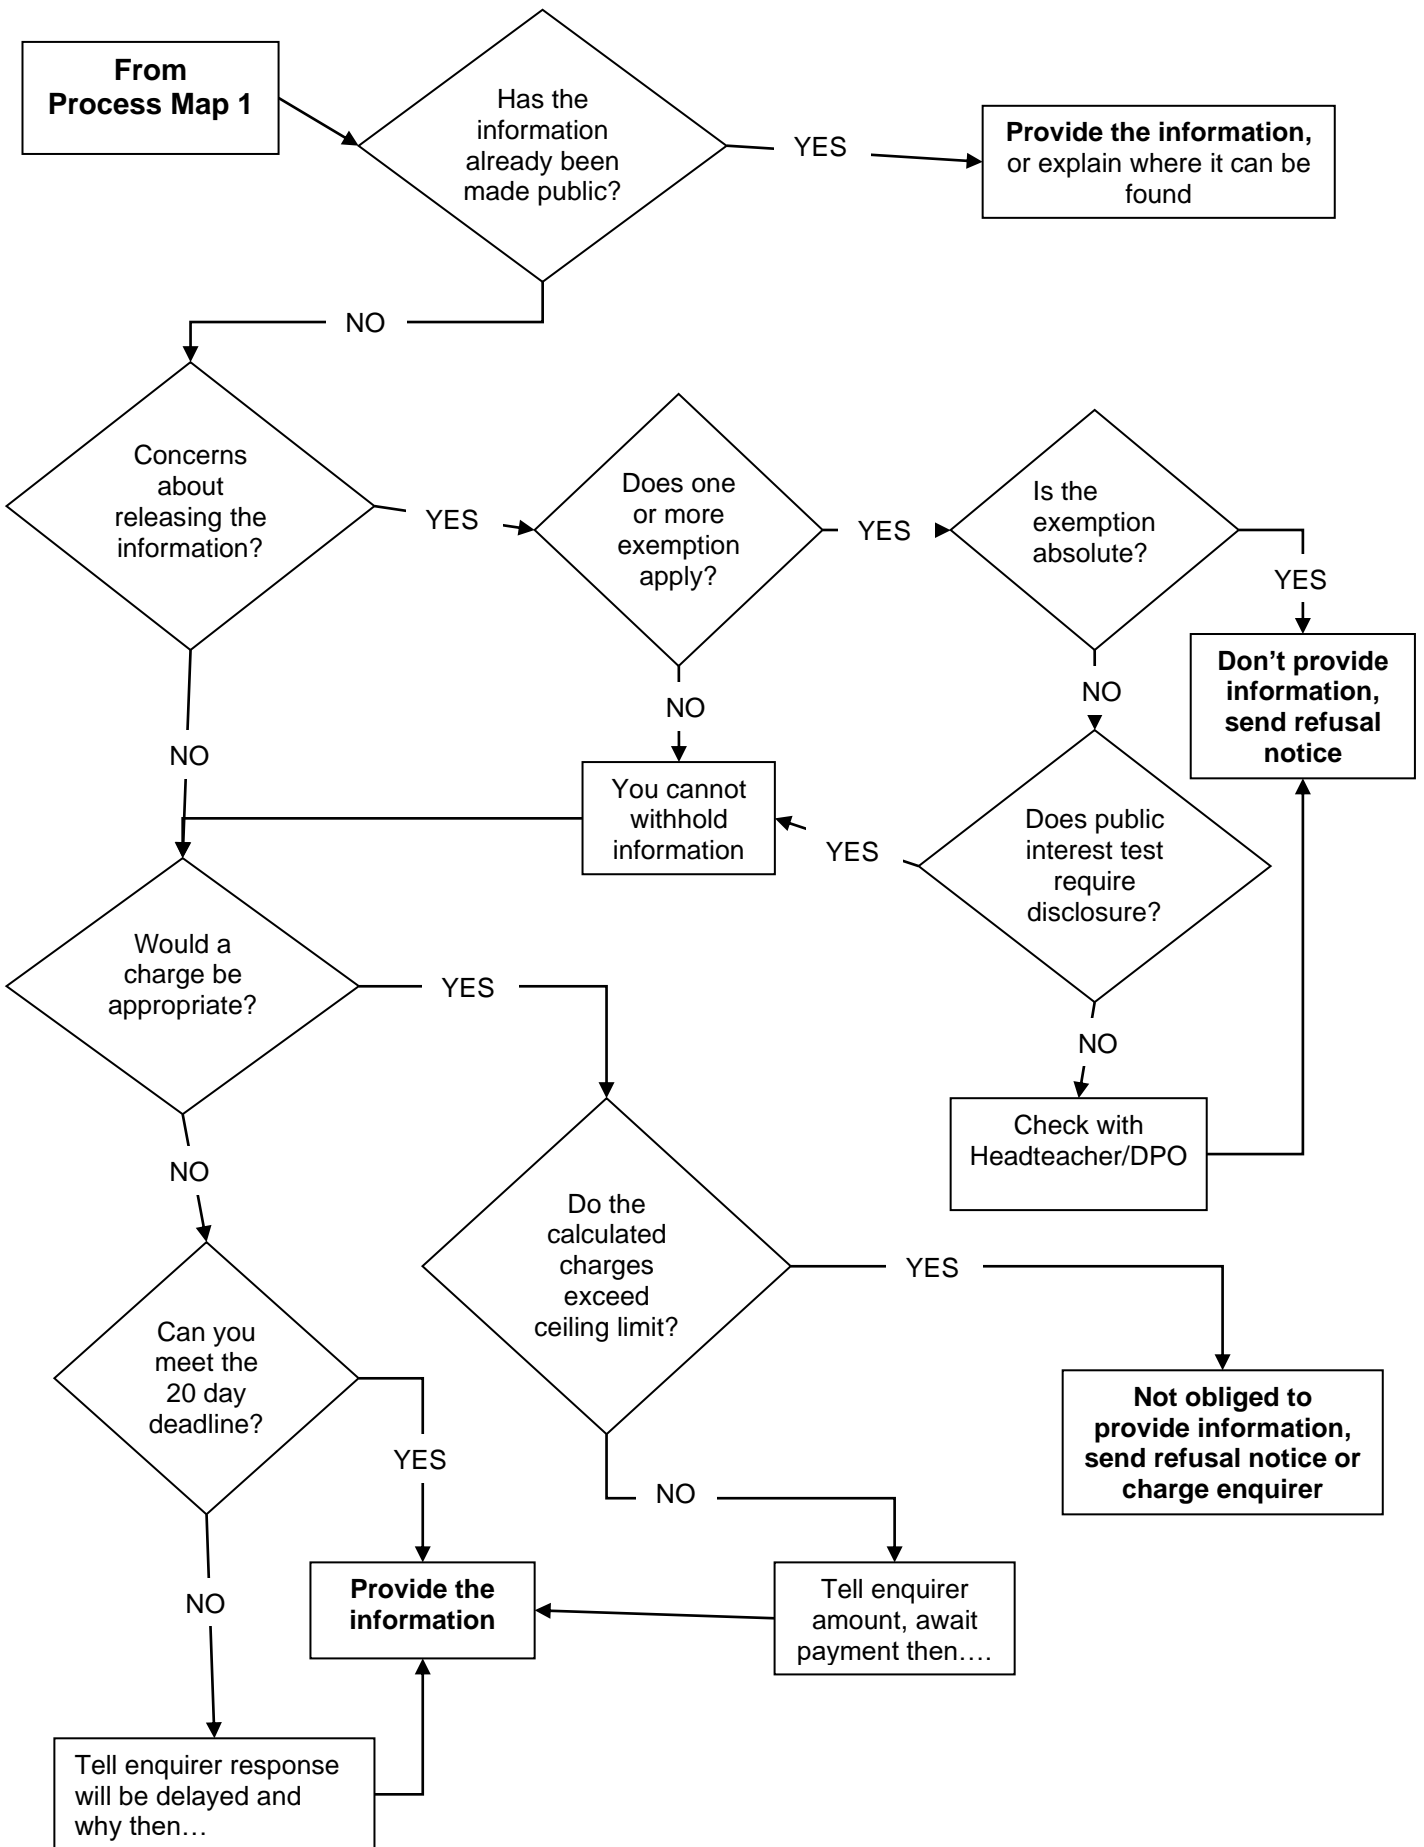 From
Process Map 1
Has the
information
already been
made public?
YES
Provide the information,
or explain where it can be
found
NO
Concerns
about
releasing the
information?
YES
Does one
or more
exemption
apply?
YES
Is the
exemption
absolute?
YES
NO
NO
Don't provide
information,
send refusal
notice
NO
You cannot
withhold
information
YES
Does public
interest test
require
disclosure?
Would a
charge be
appropriate?
YES
NO
Check with
Headteacher/DPO
NO
Do the
calculated
charges
exceed
ceiling limit?
YES
Can you
meet the
20 day
deadline?
YES
NO
Not obliged to
provide information,
send refusal notice or
charge enquirer
NO
Provide the
information
Tell enquirer
amount, await
payment then….
Tell enquirer response
will be delayed and
why then…